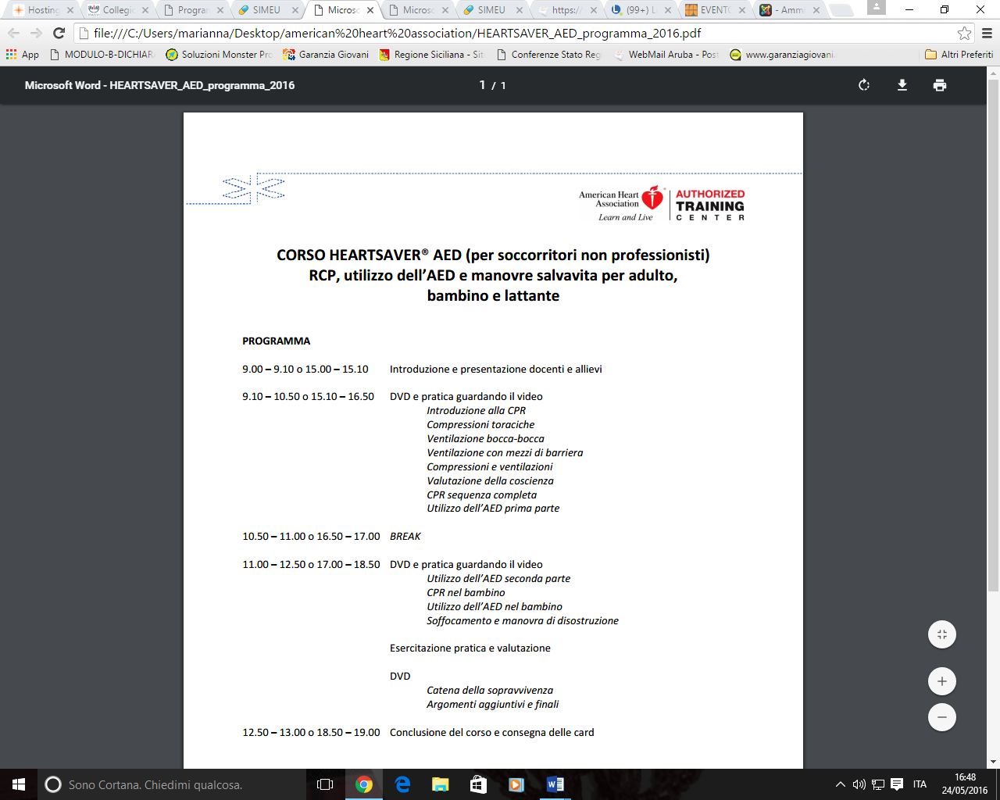 Hosting
Collegi
Program
SIMEU
Microso
Microso
SIMEU
https://
(99+) Li
EVENTO
- Ammi
file:///C:/Users/marianna/Desktop/american%20heart%20association/HEARTSAVER_AED_programma_2016.pdf
App MODULO-B-DICHIAR Soluzioni Monster Pro Garanzia Giovani Regione Siciliana - Sit Conferenze Stato Reg WebMail Aruba - Post www.garanziagiovani. Altri Preferiti
Microsoft Word - HEARTSAVER_AED_programma_2016 1 / 1
American Heart
Association
Learn and Live
AUTHORIZED
TRAINING
CENTER
CORSO HEARTSAVER® AED (per soccorritori non professionisti)
RCP, utilizzo dell’AED e manovre salvavita per adulto,
bambino e lattante
PROGRAMMA
9.00 – 9.10 o 15.00 – 15.10 Introduzione e presentazione docenti e allievi
9.10 – 10.50 o 15.10 – 16.50 DVD e pratica guardando il video
Introduzione alla CPR
Compressioni toraciche
Ventilazione bocca-bocca
Ventilazione con mezzi di barriera
Compressioni e ventilazioni
Valutazione della coscienza
CPR sequenza completa
Utilizzo dell’AED prima parte
10.50 – 11.00 o 16.50 – 17.00 BREAK
11.00 – 12.50 o 17.00 – 18.50 DVD e pratica guardando il video
Utilizzo dell’AED seconda parte
CPR nel bambino
Utilizzo dell’AED nel bambino
Soffocamento e manovra di disostruzione
Esercitazione pratica e valutazione
DVD
Catena della sopravvivenza
Argomenti aggiuntivi e finali
12.50 – 13.00 o 18.50 – 19.00 Conclusione del corso e consegna delle card
Sono Cortana. Chiedimi qualcosa.
ITA
16:48
24/05/2016